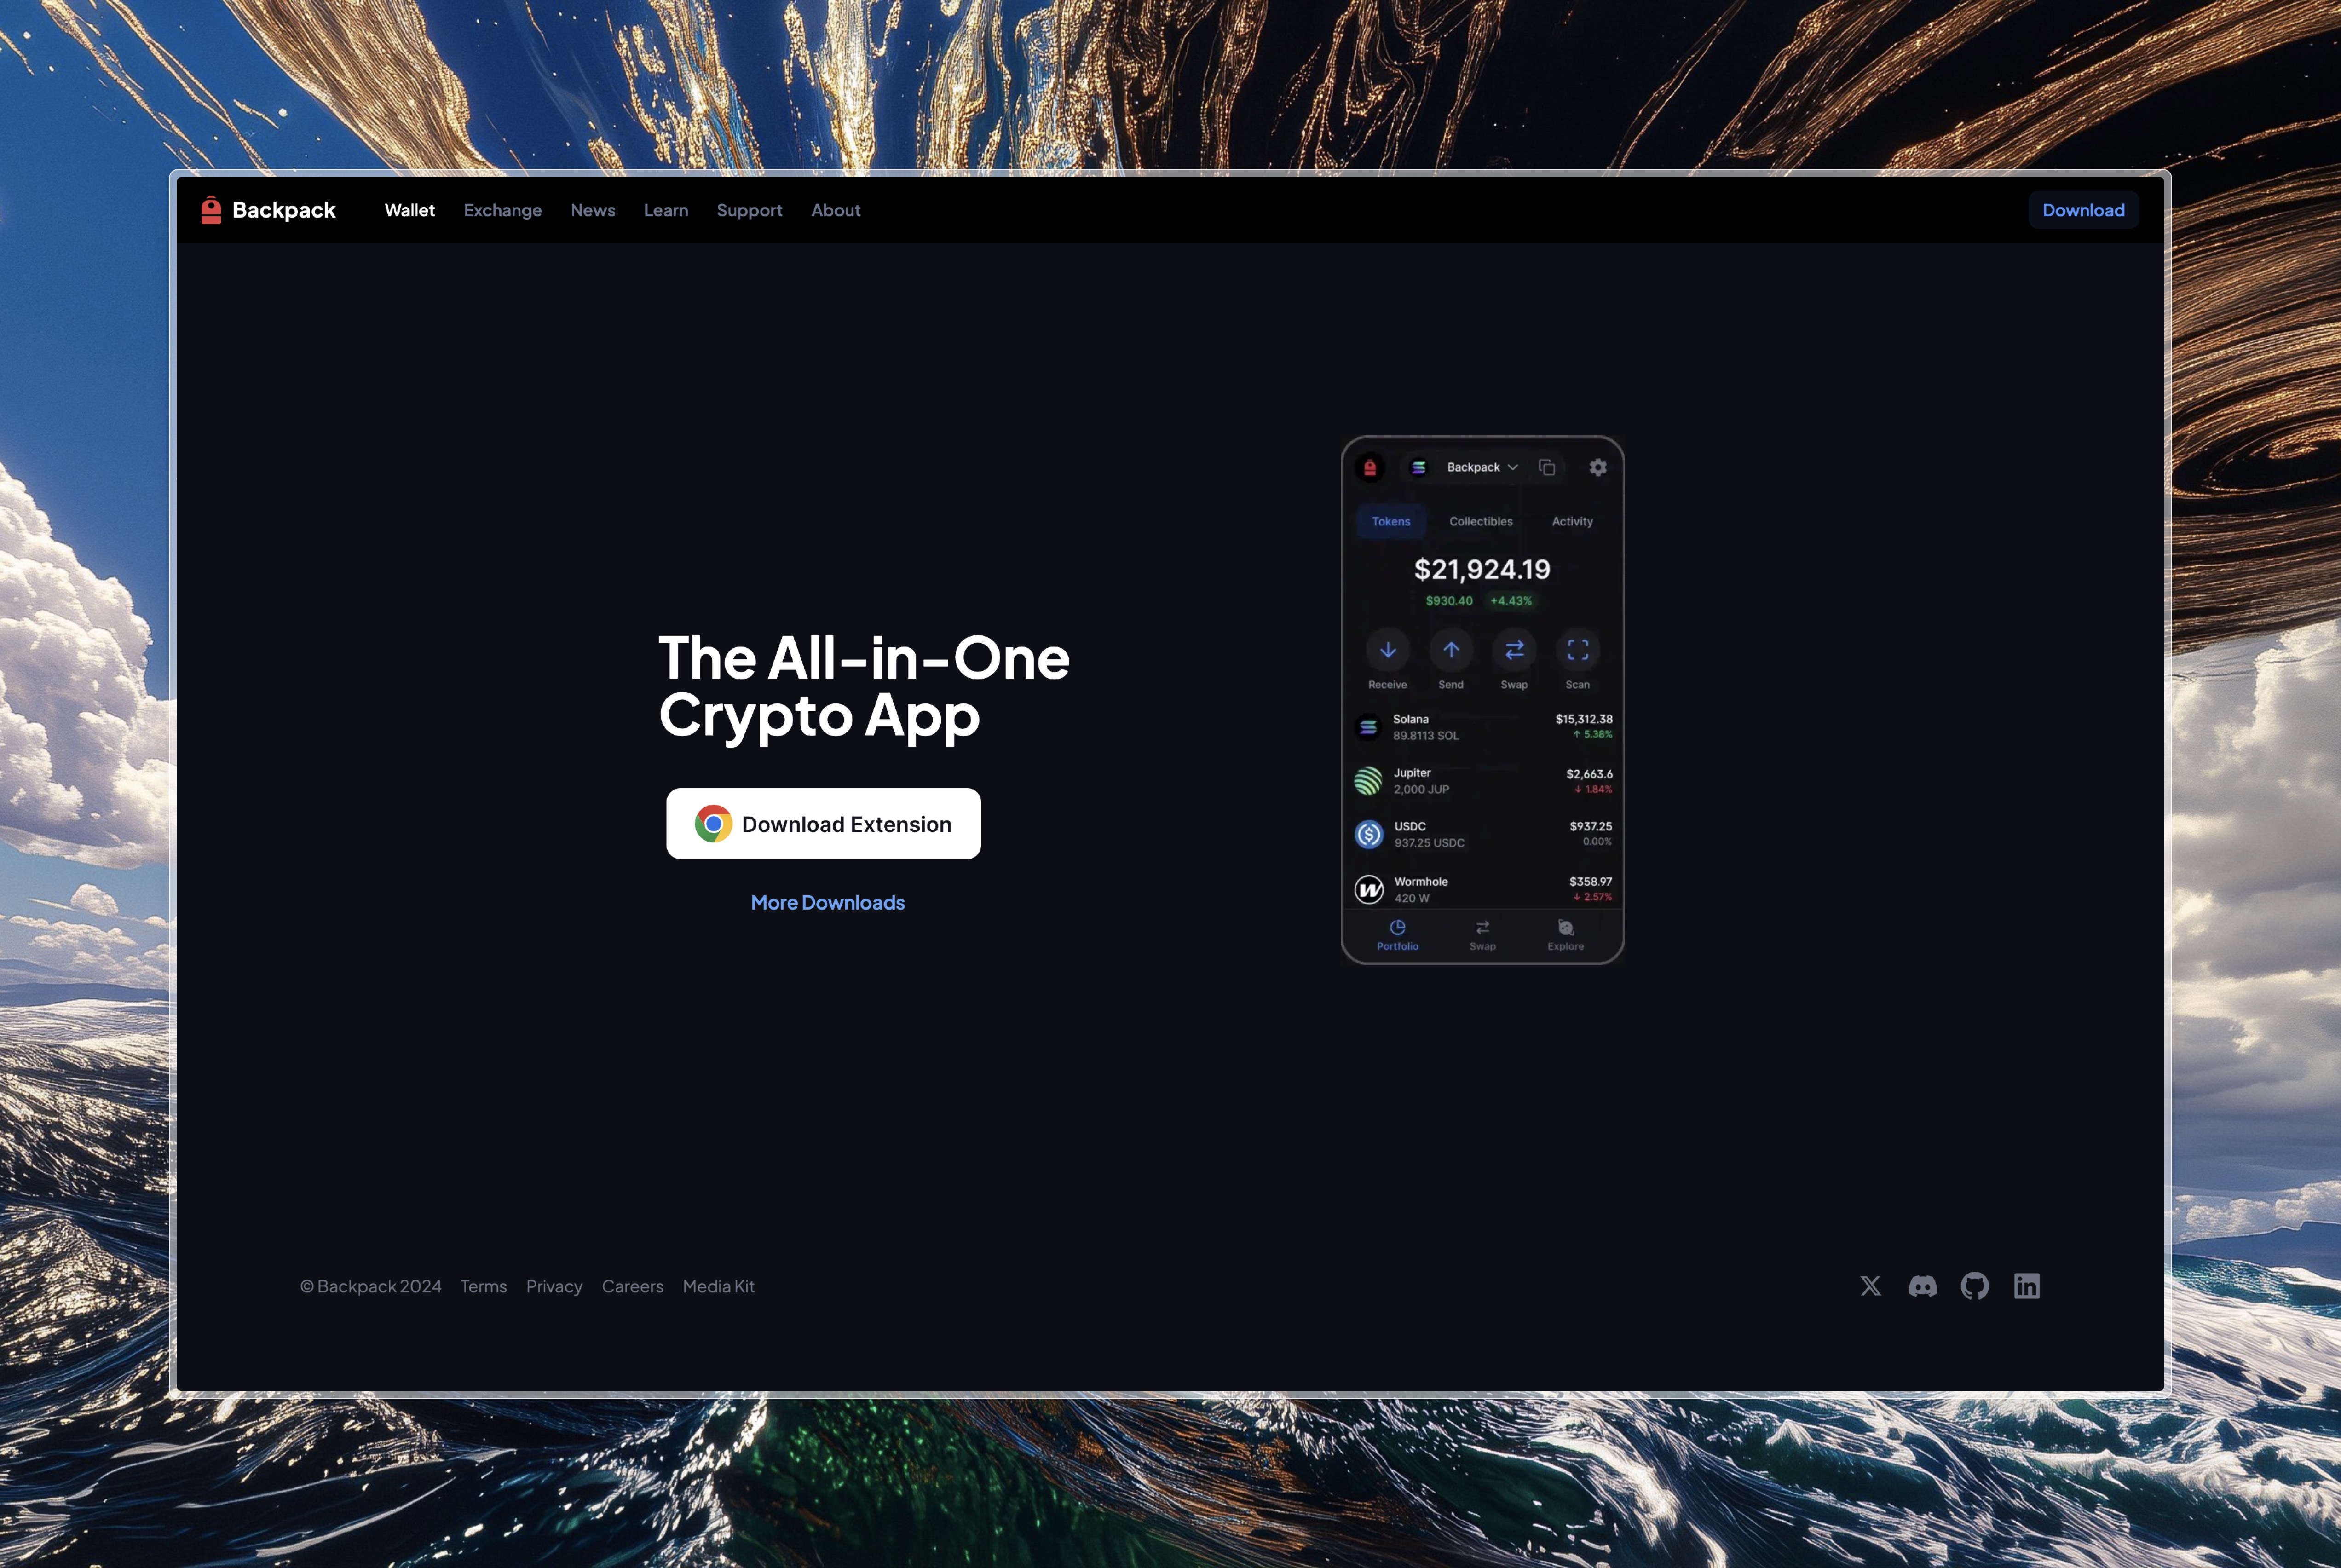 Backpack
Wallet Exchange News Learn Support About
Download
The All-in-One
Crypto App
Download Extension
More Downloads
Backpack
Tokens Collectibles Activity
$21,924.19
$930.40 +4.43%
Receive Send Swap Scan
Solana $15,312.38
89.8113 SOL ↑ 5.38%
Jupiter $2,663.6
2,000 JUP ↓ 1.84%
USDC $937.25
937.25 USDC 0.00%
Wormhole $358.97
420 W ↓ 2.57%
Portfolio Swap Explore
© Backpack 2024 Terms Privacy Careers Media Kit